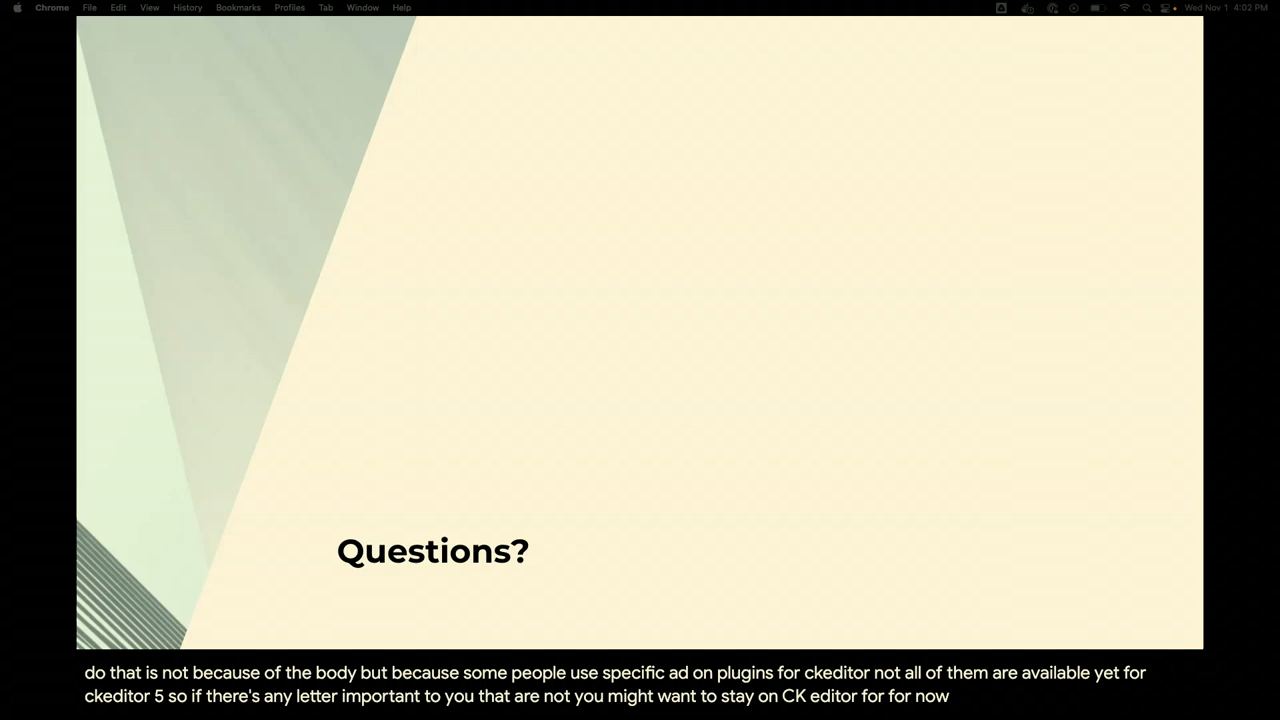 Chrome File Edit View History Bookmarks Profiles Tab Window Help Wed Nov 1 4:02 PM
Questions?
do that is not because of the body but because some people use specific ad on plugins for ckeditor not all of them are available yet for
ckeditor 5 so if there's any letter important to you that are not you might want to stay on CK editor for for now